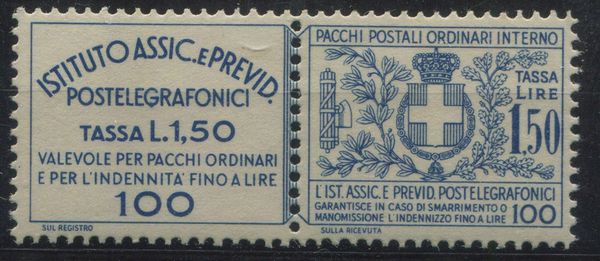 ISTITUTO ASSIC. E PREVID.
POSTELEGRAFONICI
TASSA L.1,50
VALEVOLE PER PACCHI ORDINARI
E PER L'INDENNITÀ FINO A LIRE
100
SUL REGISTRO
PACCHI POSTALI ORDINARI INTERNO
TASSA
LIRE
1.50
L'IST. ASSIC. E PREVID. POSTELEGRAFONICI
GARANTISCE IN CASO DI SMARRIMENTO O
MANOMISSIONE L'INDENNIZZO FINO A LIRE 100
SULLA RICEVUTA